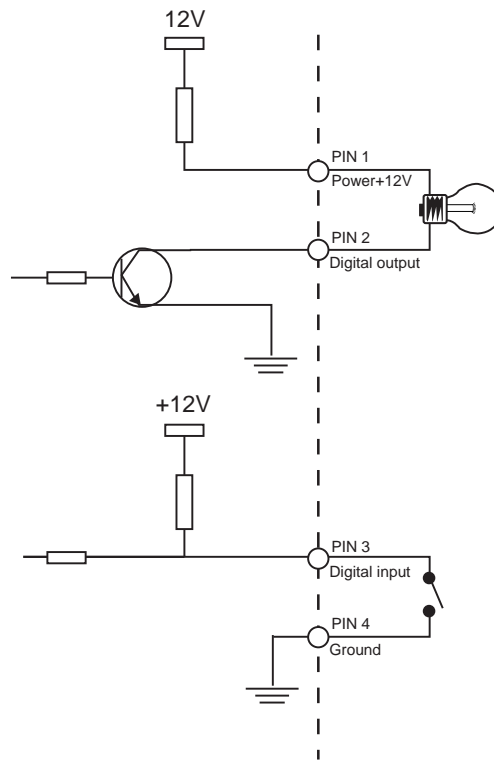 12V
PIN 1
Power+12V
PIN 2
Digital output
+12V
PIN 3
Digital input
PIN 4
Ground